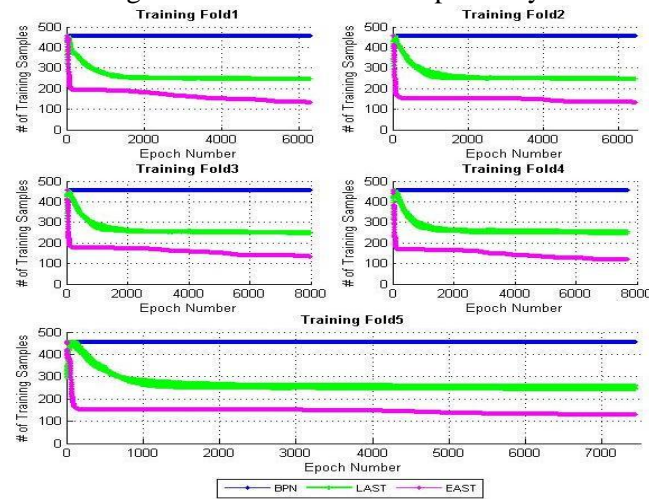 Training Fold1
# of Training Samples
500
400
300
200
100
0
0 2000 4000 6000
Epoch Number
Training Fold2
# of Training Samples
500
400
300
200
100
0
0 2000 4000 6000
Epoch Number
Training Fold3
# of Training Samples
500
400
300
200
100
0
0 2000 4000 6000 8000
Epoch Number
Training Fold4
# of Training Samples
500
400
300
200
100
0
0 2000 4000 6000 8000
Epoch Number
Training Fold5
# of Training Samples
500
400
300
200
100
0
0 1000 2000 3000 4000 5000 6000 7000
Epoch Number
BPN LAST EAST